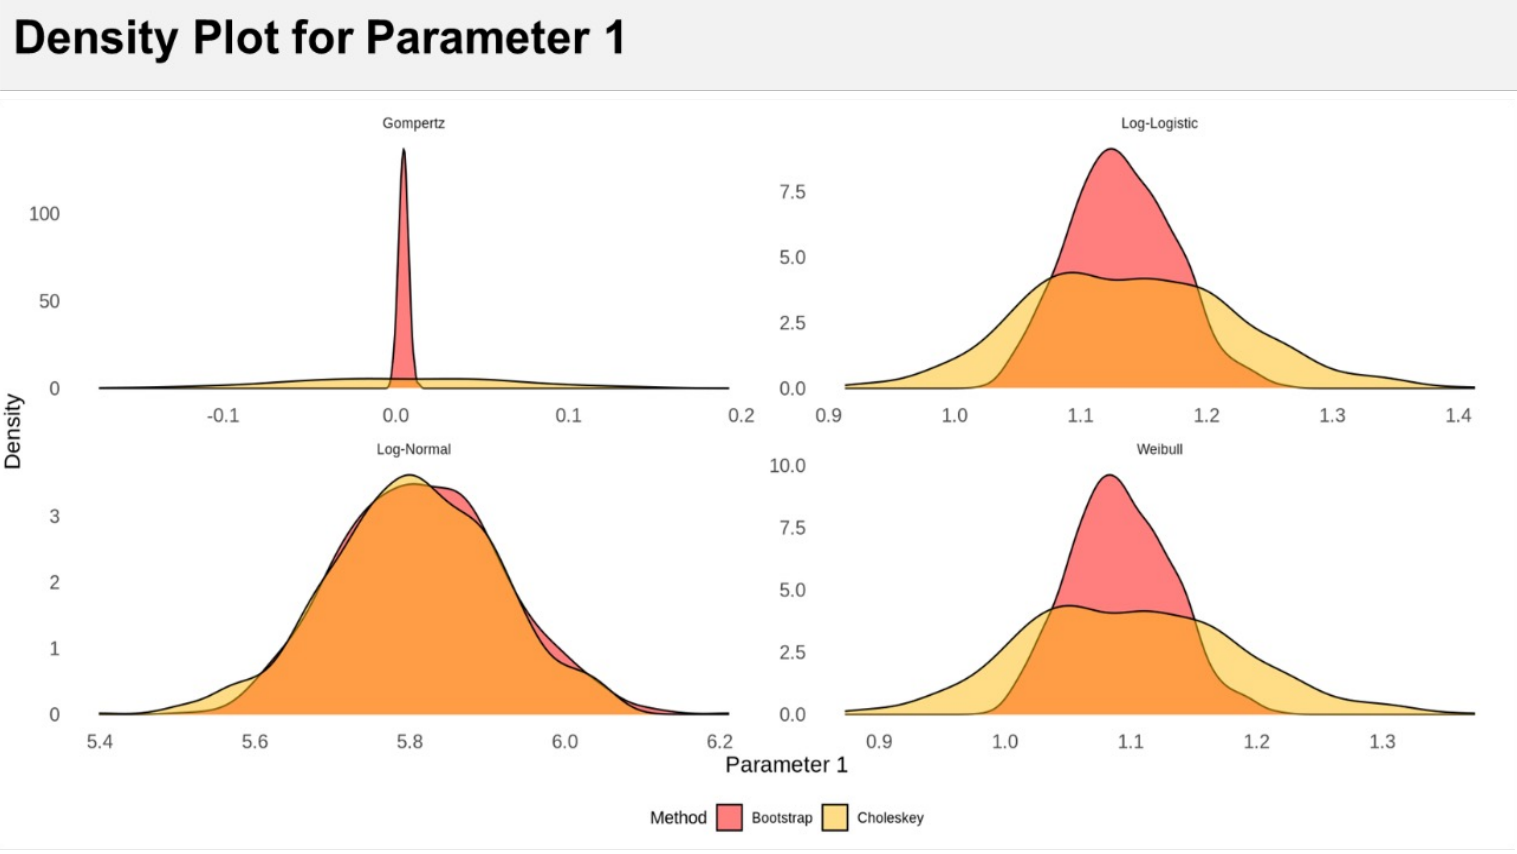 Density Plot for Parameter 1
Gompertz
Log-Logistic
100
50
0
-0.1 0.0 0.1 0.2
7.5
5.0
2.5
0.0
0.9 1.0 1.1 1.2 1.3 1.4
Density
Log-Normal
Weibull
3
2
1
0
5.4 5.6 5.8 6.0 6.2
10.0
7.5
5.0
2.5
0.0
0.9 1.0 1.1 1.2 1.3
Parameter 1
Method Bootstrap Choleskey